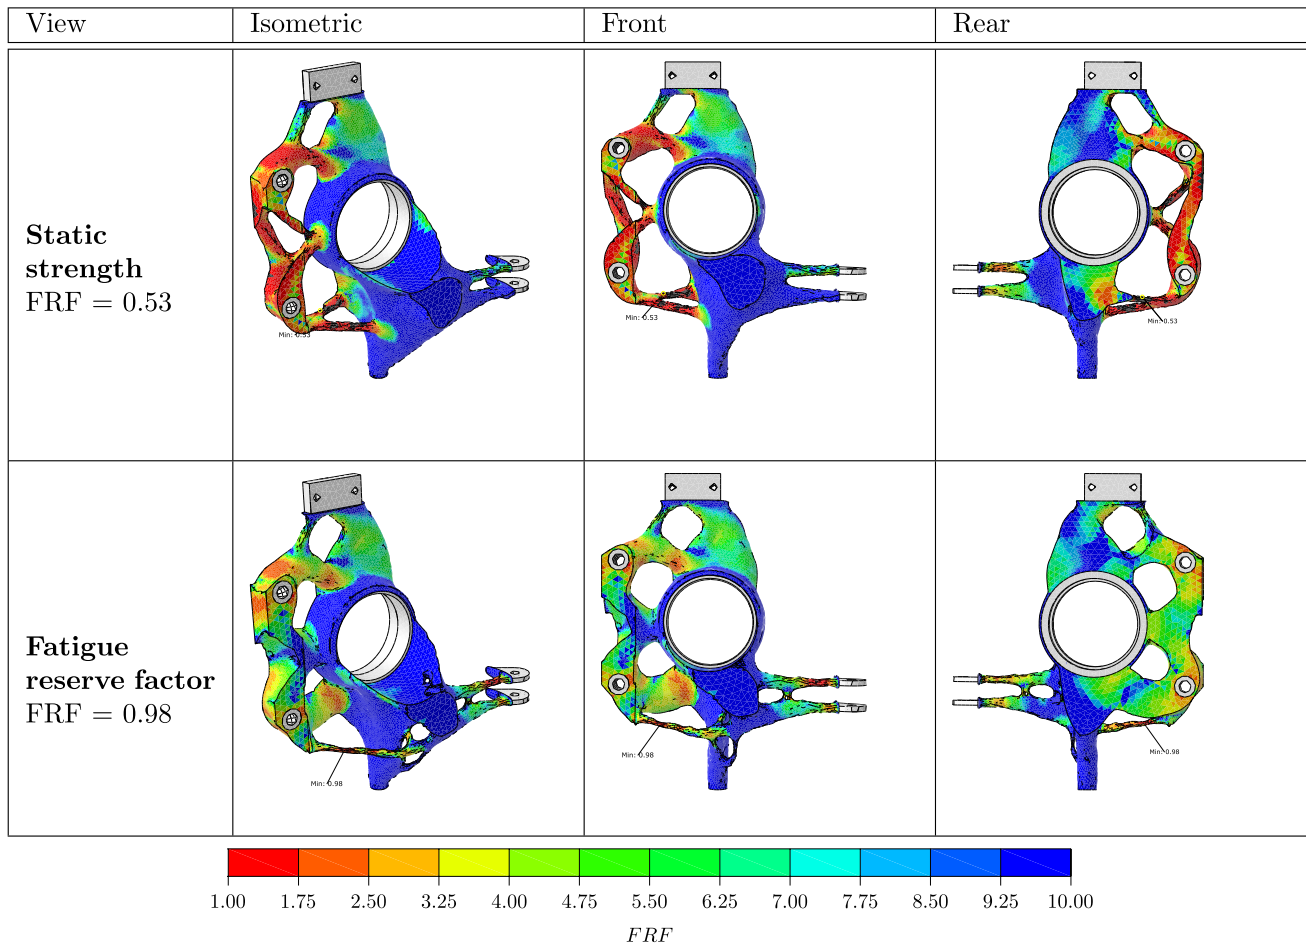 View Isometric Front Rear
Static
strength
FRF = 0.53
Min: 0.53
Min: 0.53
Min: 0.53
Fatigue
reserve factor
FRF = 0.98
Min: 0.98
Min: 0.98
Min: 0.98
1.00 1.75 2.50 3.25 4.00 4.75 5.50 6.25 7.00 7.75 8.50 9.25 10.00
FRF